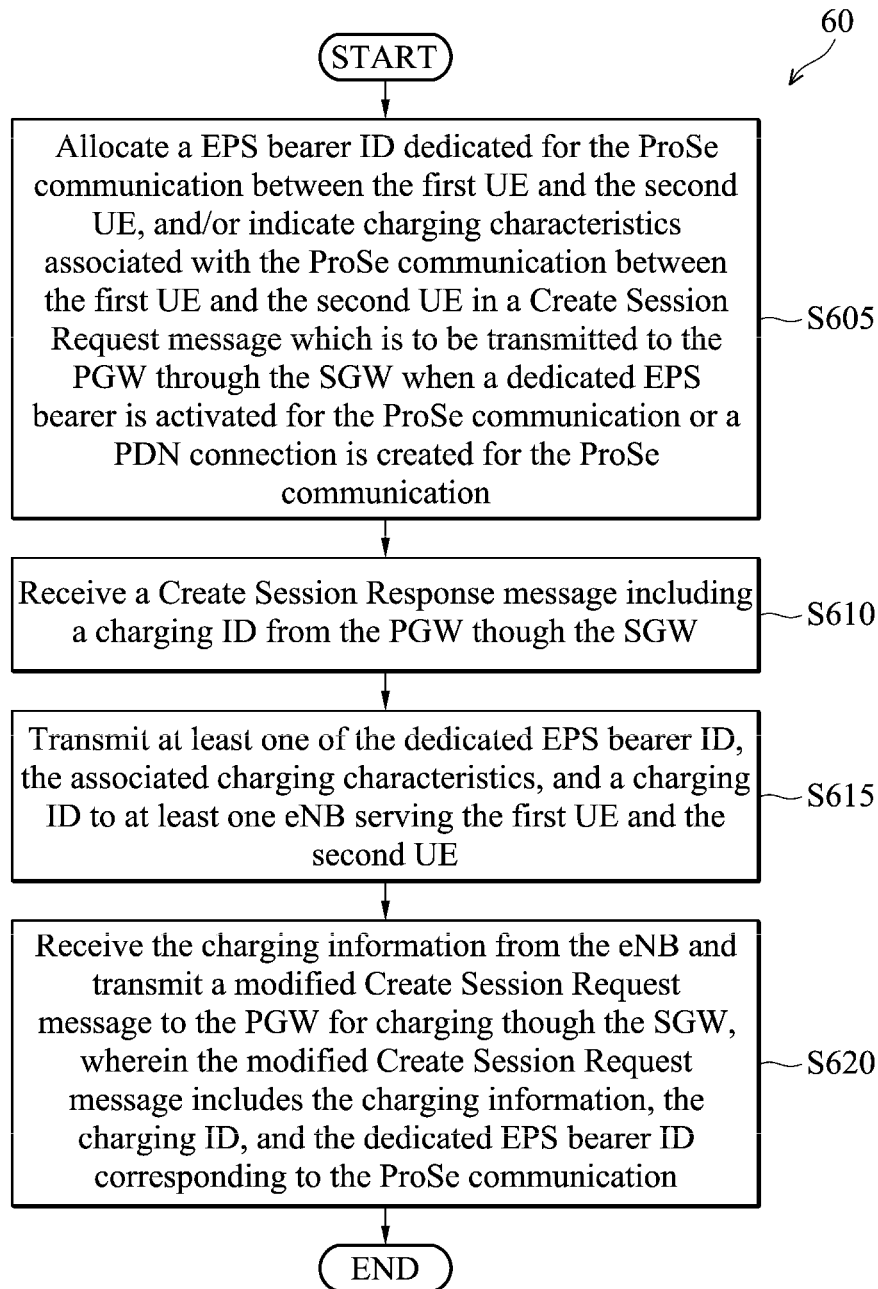 60
START
Allocate a EPS bearer ID dedicated for the ProSe
communication between the first UE and the second
UE, and/or indicate charging characteristics
associated with the ProSe communication between
the first UE and the second UE in a Create Session
Request message which is to be transmitted to the
PGW through the SGW when a dedicated EPS
bearer is activated for the ProSe communication or a
PDN connection is created for the ProSe
communication
S605
Receive a Create Session Response message including
a charging ID from the PGW though the SGW
S610
Transmit at least one of the dedicated EPS bearer ID,
the associated charging characteristics, and a charging
ID to at least one eNB serving the first UE and the
second UE
S615
Receive the charging information from the eNB and
transmit a modified Create Session Request
message to the PGW for charging though the SGW,
wherein the modified Create Session Request
message includes the charging information, the
charging ID, and the dedicated EPS bearer ID
corresponding to the ProSe communication
S620
END